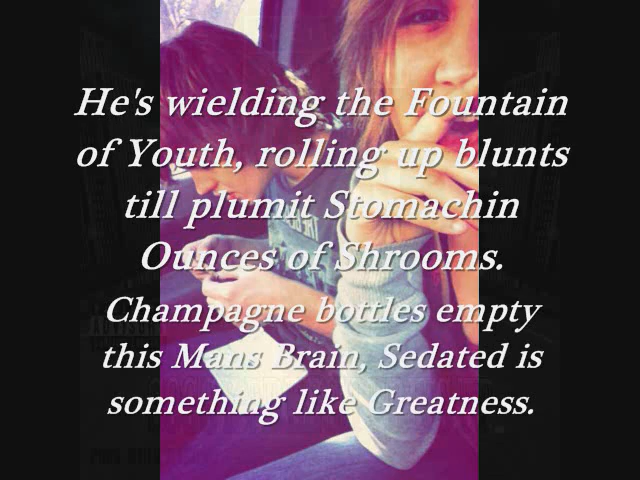 He's wielding the Fountain
of Youth, rolling up blunts
till plumit Stomachin
Ounces of Shrooms.
Champagne bottles empty
this Mans Brain, Sedated is
something like Greatness.